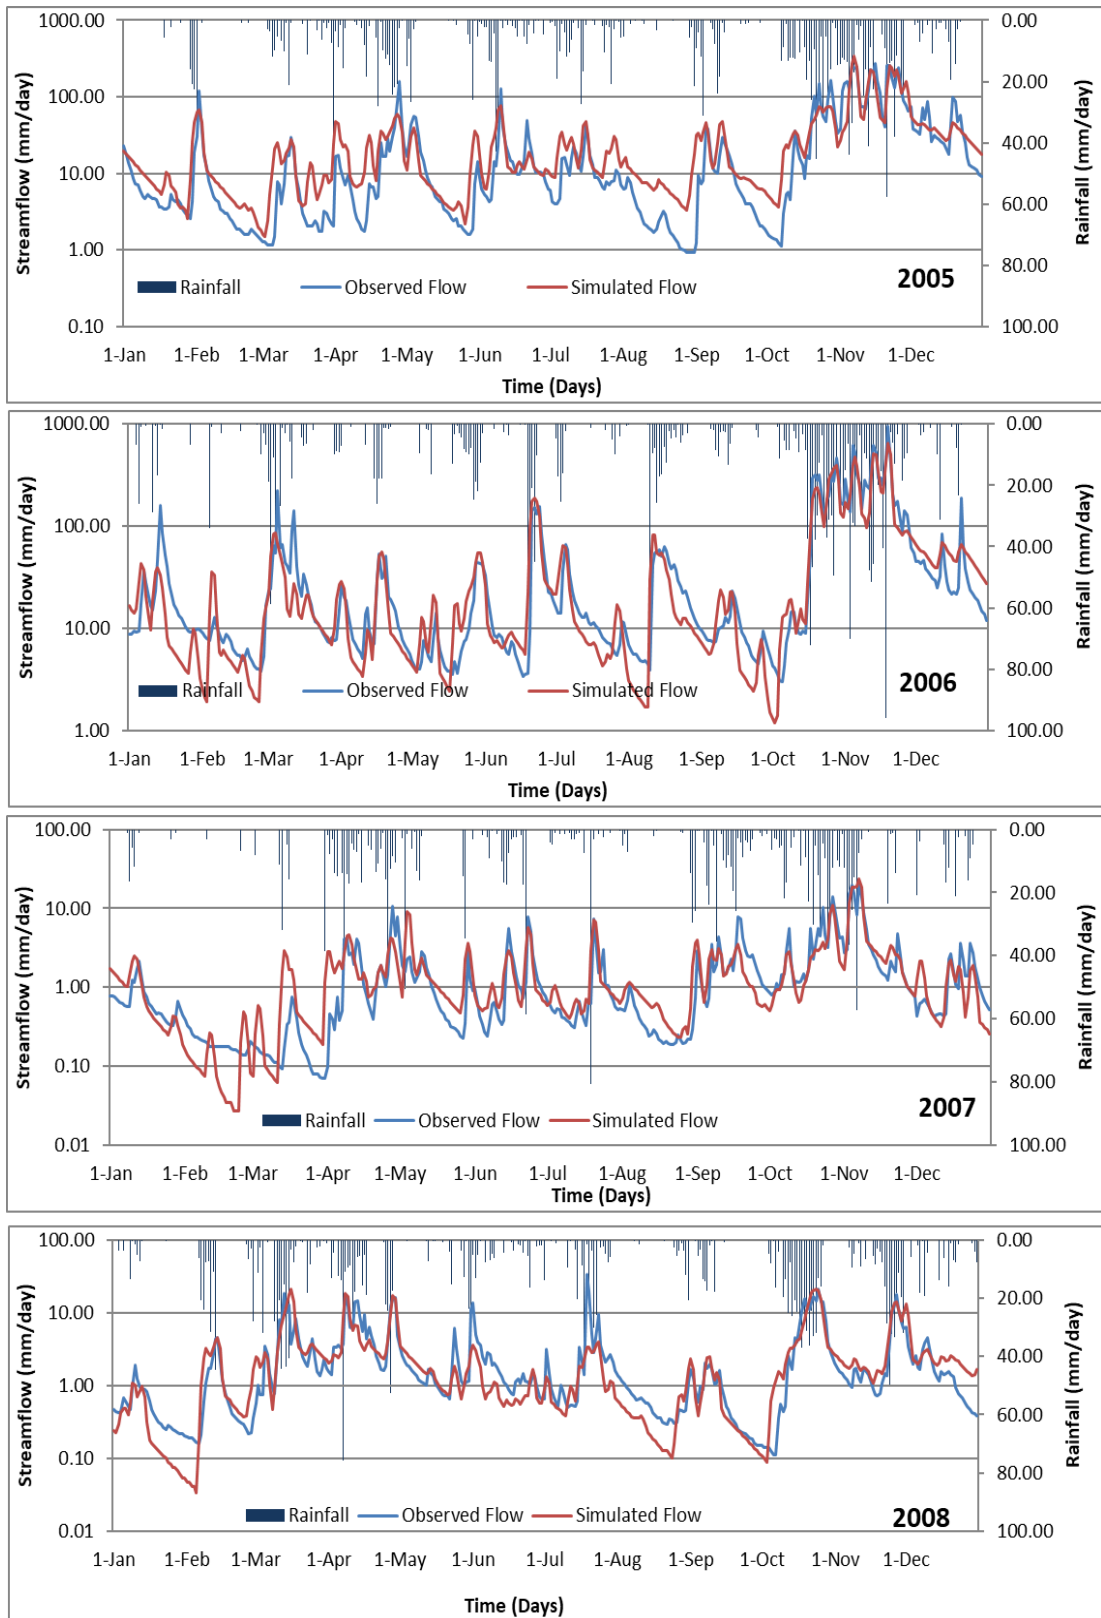 1000.00
100.00
10.00
1.00
0.10
Streamflow (mm/day)
0.00
20.00
40.00
60.00
80.00
100.00
Rainfall (mm/day)
Rainfall Observed Flow Simulated Flow
2005
1-Jan 1-Feb 1-Mar 1-Apr 1-May 1-Jun 1-Jul 1-Aug 1-Sep 1-Oct 1-Nov 1-Dec
Time (Days)
1000.00
100.00
10.00
1.00
Streamflow (mm/day)
0.00
20.00
40.00
60.00
80.00
100.00
Rainfall (mm/day)
Rainfall Observed Flow Simulated Flow
2006
1-Jan 1-Feb 1-Mar 1-Apr 1-May 1-Jun 1-Jul 1-Aug 1-Sep 1-Oct 1-Nov 1-Dec
Time (Days)
100.00
10.00
1.00
0.10
0.01
Streamflow (mm/day)
0.00
20.00
40.00
60.00
80.00
100.00
Rainfall (mm/day)
Rainfall Observed Flow Simulated Flow
2007
1-Jan 1-Feb 1-Mar 1-Apr 1-May 1-Jun 1-Jul 1-Aug 1-Sep 1-Oct 1-Nov 1-Dec
Time (Days)
100.00
10.00
1.00
0.10
0.01
Streamflow (mm/day)
0.00
20.00
40.00
60.00
80.00
100.00
Rainfall (mm/day)
Rainfall Observed Flow Simulated Flow
2008
1-Jan 1-Feb 1-Mar 1-Apr 1-May 1-Jun 1-Jul 1-Aug 1-Sep 1-Oct 1-Nov 1-Dec
Time (Days)